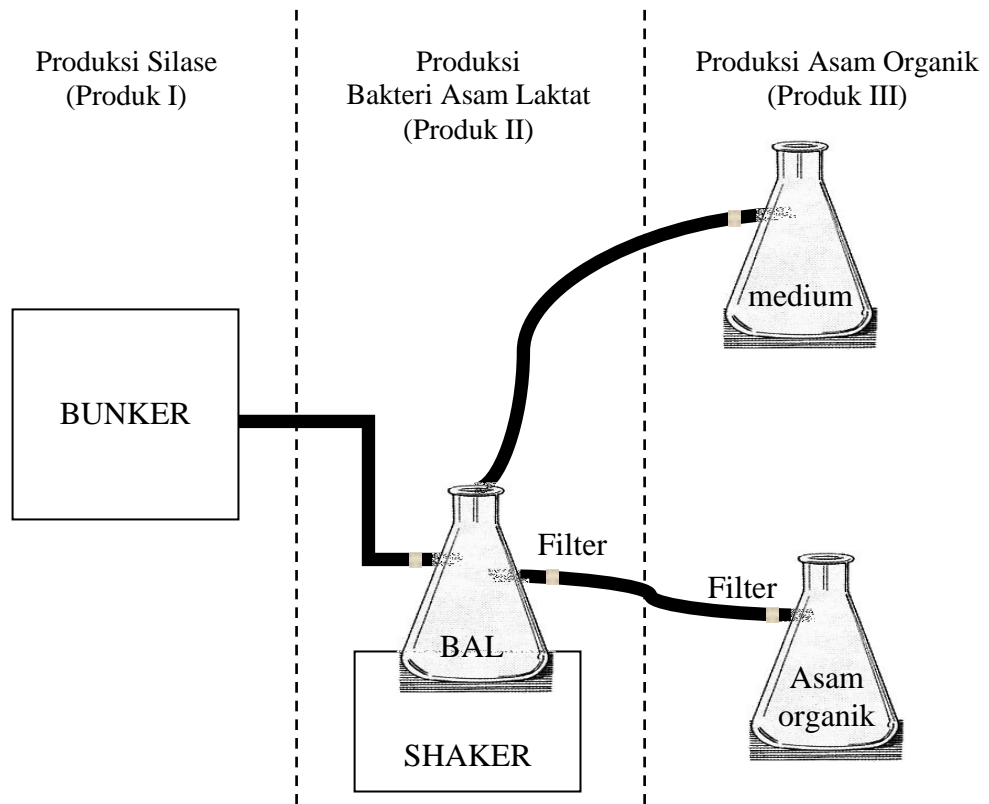 Produksi Silase
(Produk I)
Produksi
Bakteri Asam Laktat
(Produk II)
Produksi Asam Organik
(Produk III)
medium
BUNKER
Filter
Filter
BAL
Asam
organik
SHAKER